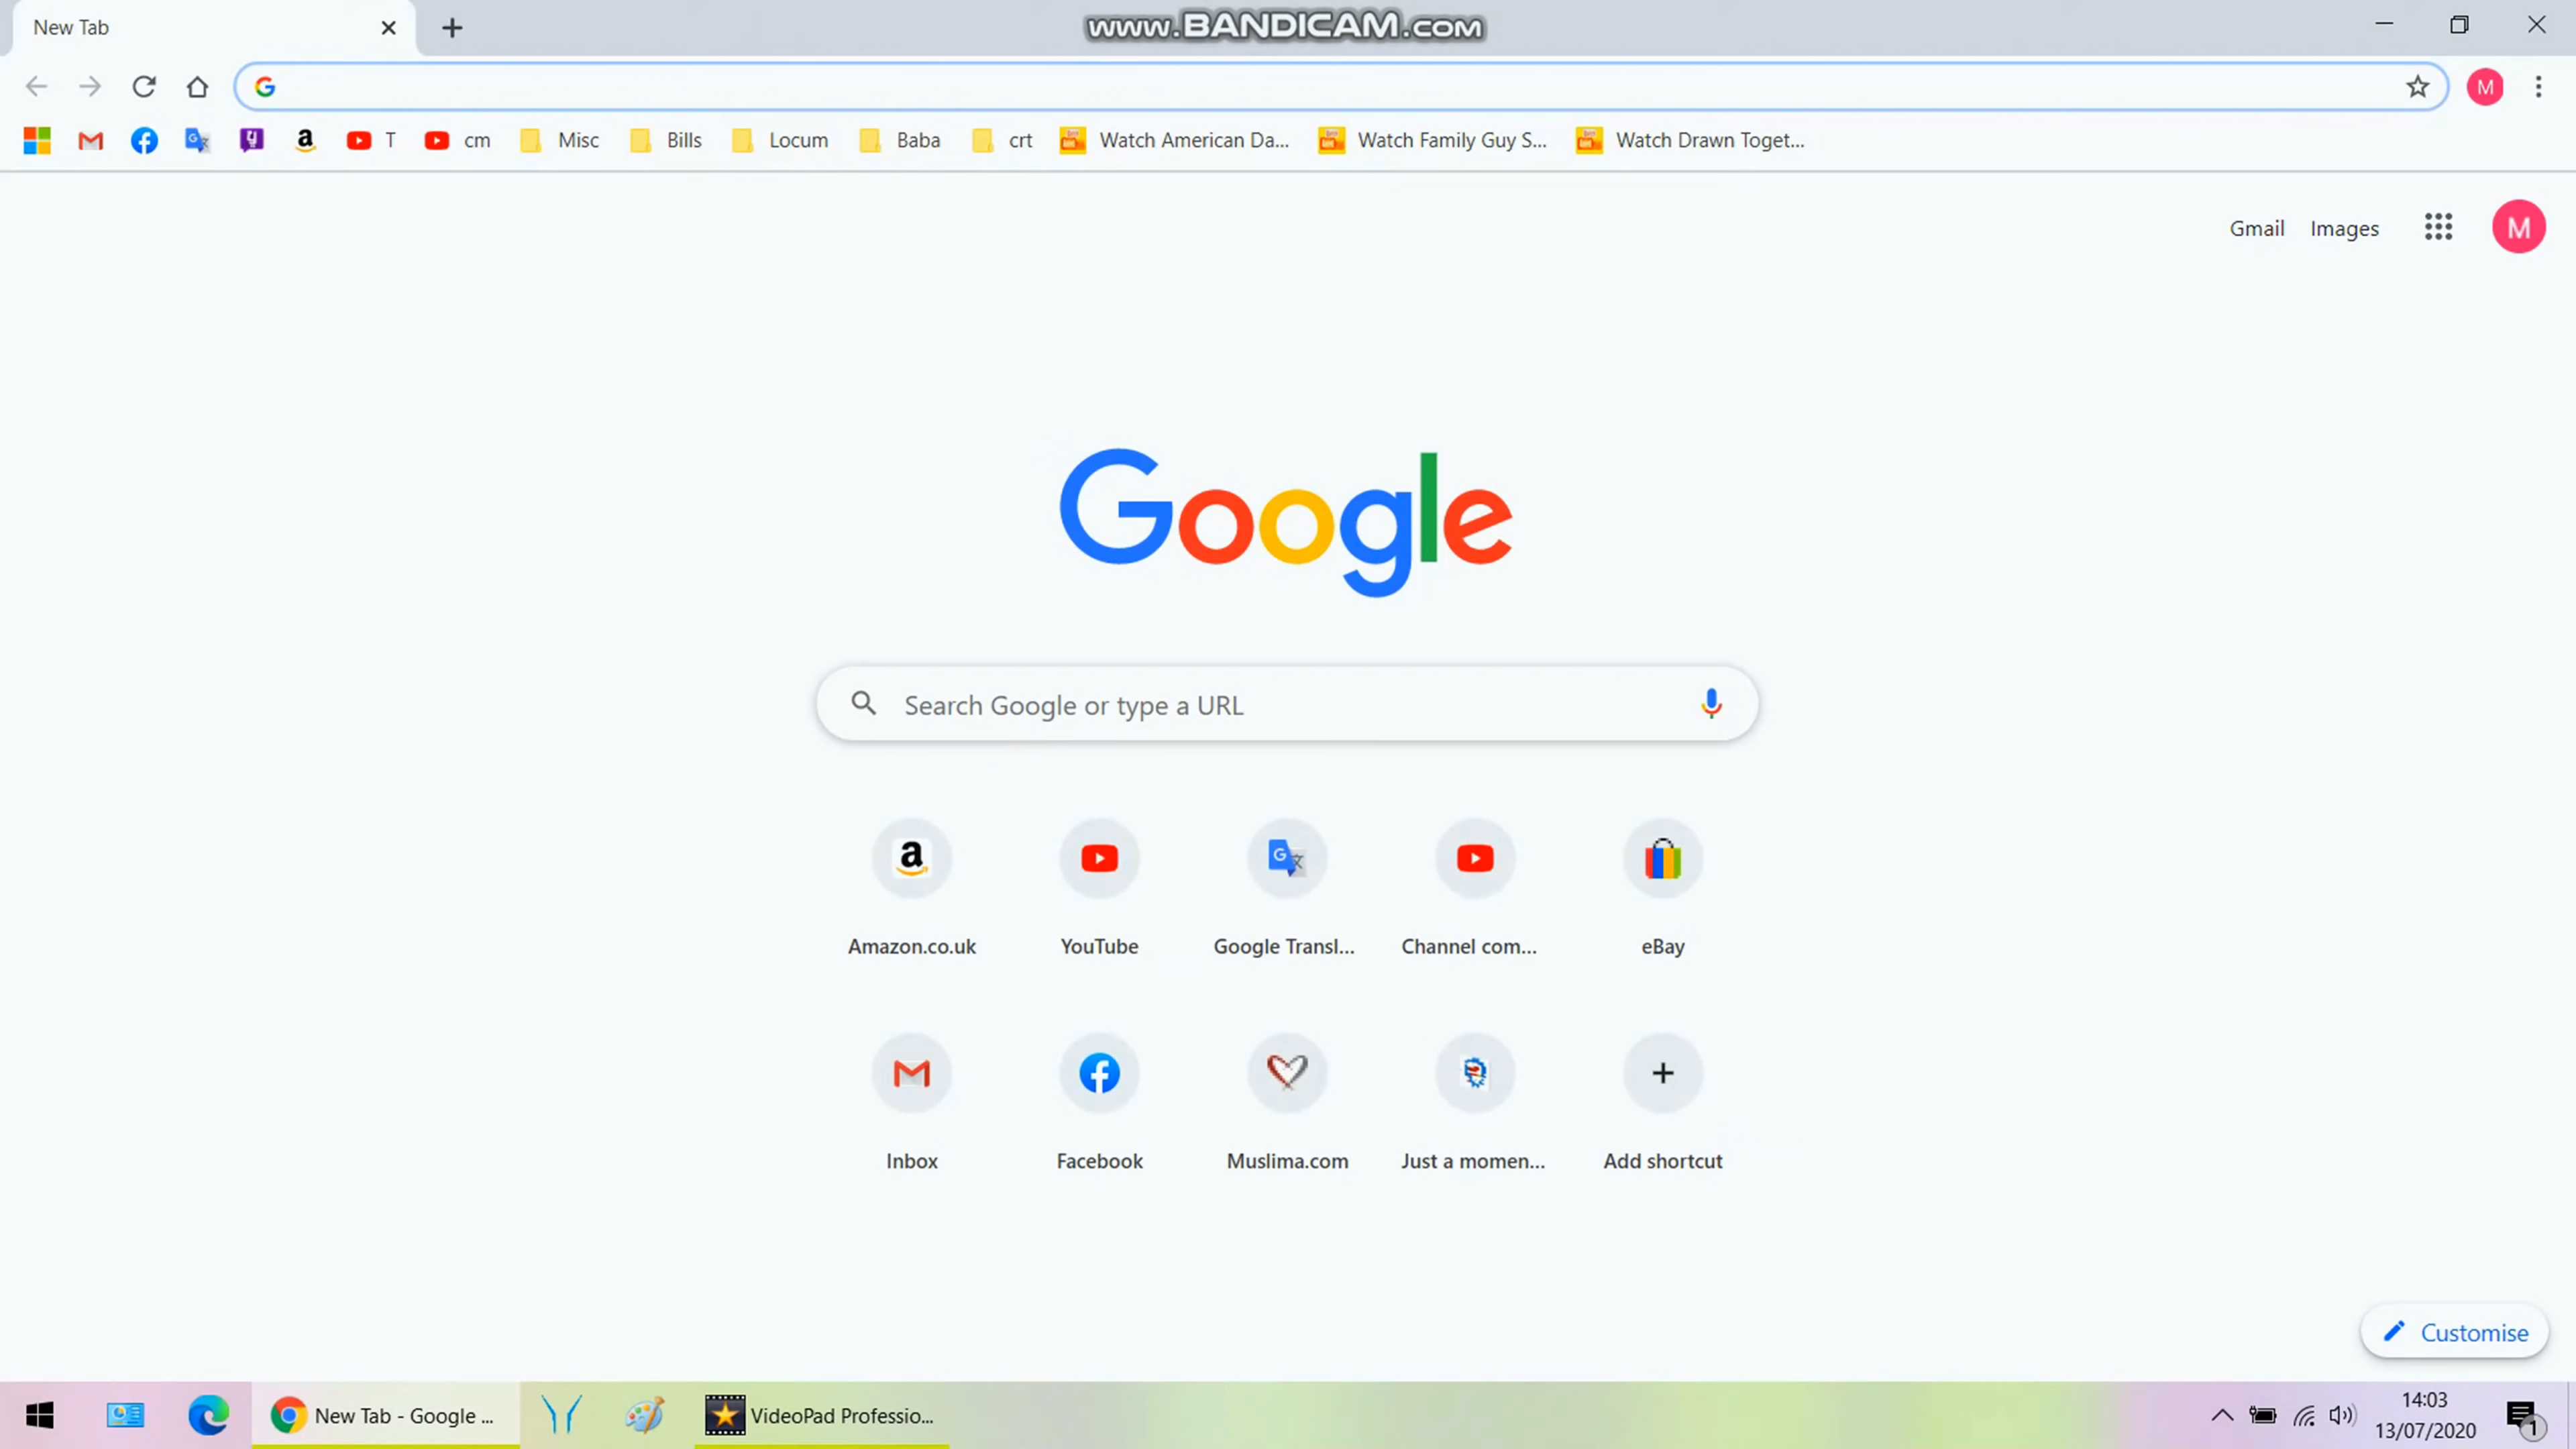 New Tab
www.BANDICAM.com
T
cm
Misc
Bills
Locum
Baba
crt
Watch American Da...
Watch Family Guy S...
Watch Drawn Toget...
M
Gmail
Images
M
Google
Search Google or type a URL
Amazon.co.uk
YouTube
Google Transl...
Channel com...
eBay
Inbox
Facebook
Muslima.com
Just a momen...
Add shortcut
Customise
New Tab - Google ...
VideoPad Professio...
14:03
13/07/2020
1